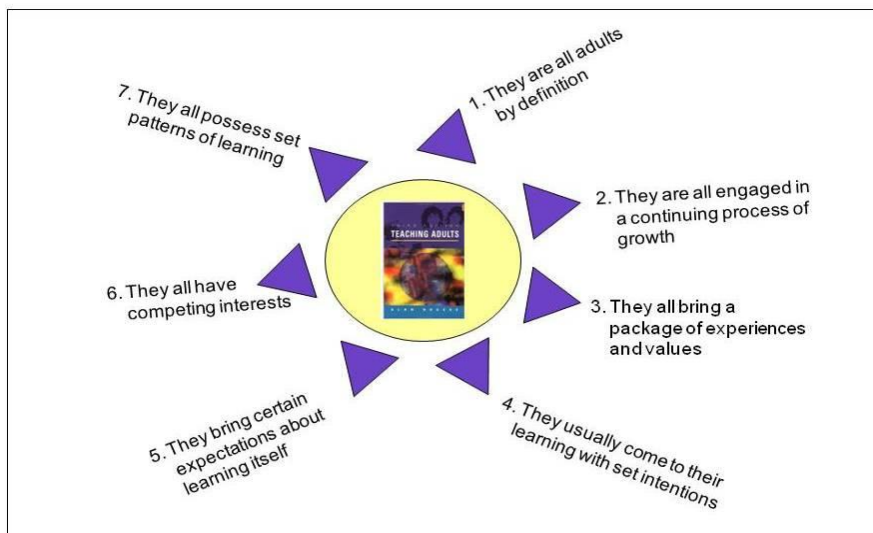 1. They are all adults
by definition
2. They are all engaged in
a continuing process of
growth
3. They all bring a
package of experiences
and values
4. They usually come to their
learning with set intentions
5. They bring certain
expectations about
learning itself
6. They all have
competing interests
7. They all possess set
patterns of learning
TEACHING ADULTS